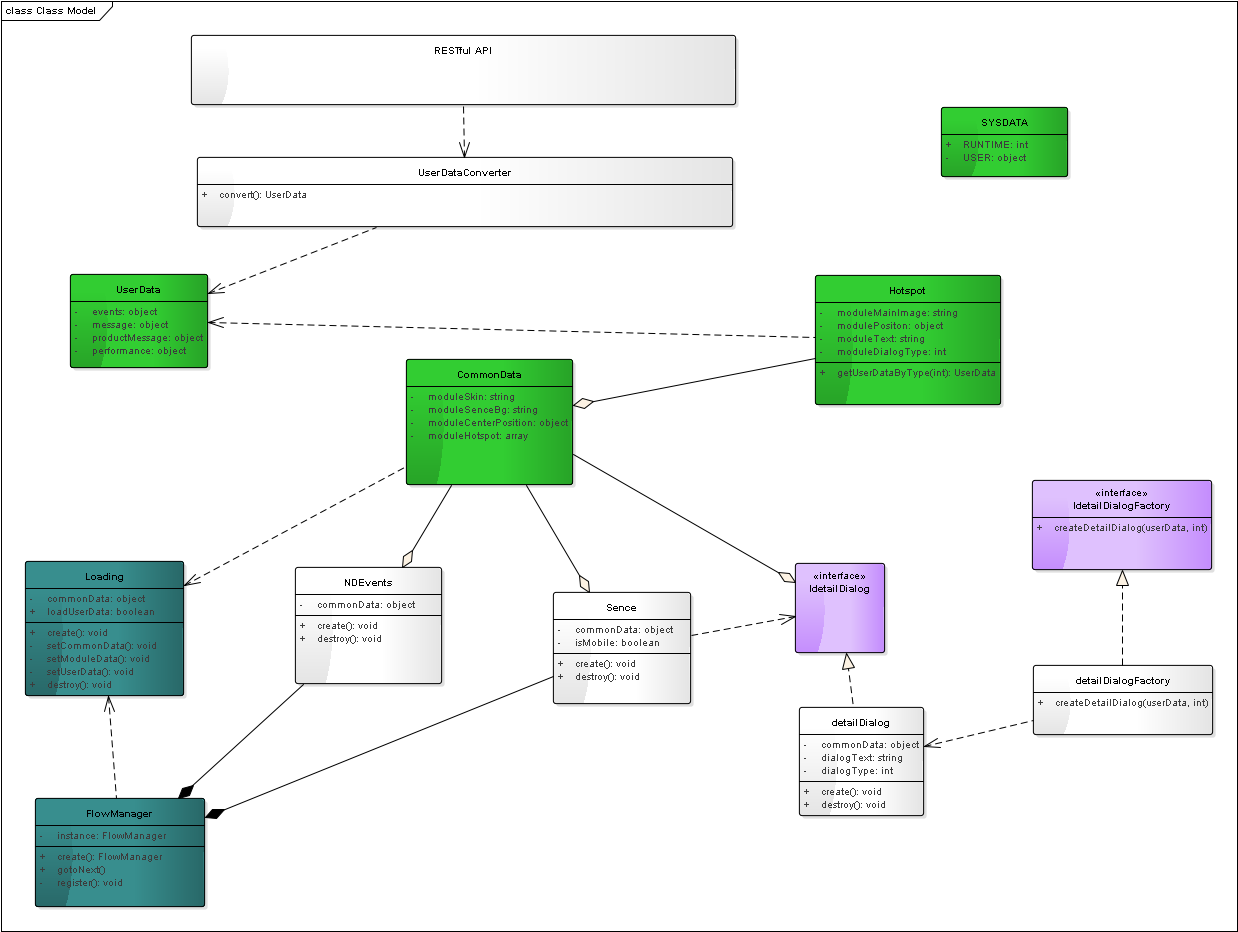 class Class Model
RESTful API
SYSDATA
+ RUNTIME: int
- USER: object
UserDataConverter
+ convert(): UserData
UserData
- events: object
- message: object
- productMessage: object
- performance: object
Hotspot
- moduleMainImage: string
- modulePositon: object
- moduleText: string
- moduleDialogType: int
+ getUserDataByType(int): UserData
CommonData
- moduleSkin: string
- moduleSenceBg: string
- moduleCenterPosition: object
- moduleHotspot: array
«interface»
IdetailDialogFactory
+ createDetailDialog(userData, int)
Loading
- commonData: object
+ loadUserData: boolean
+ create(): void
- setCommonData(): void
- setModuleData(): void
- setUserData(): void
+ destroy(): void
NDEvents
- commonData: object
+ create(): void
+ destroy(): void
Sence
- commonData: object
- isMobile: boolean
+ create(): void
+ destroy(): void
«interface»
IdetailDialog
detailDialogFactory
+ createDetailDialog(userData, int)
detailDialog
- commonData: object
- dialogText: string
- dialogType: int
+ create(): void
+ destroy(): void
FlowManager
- instance: FlowManager
+ create(): FlowManager
+ gotoNext()
- register(): void